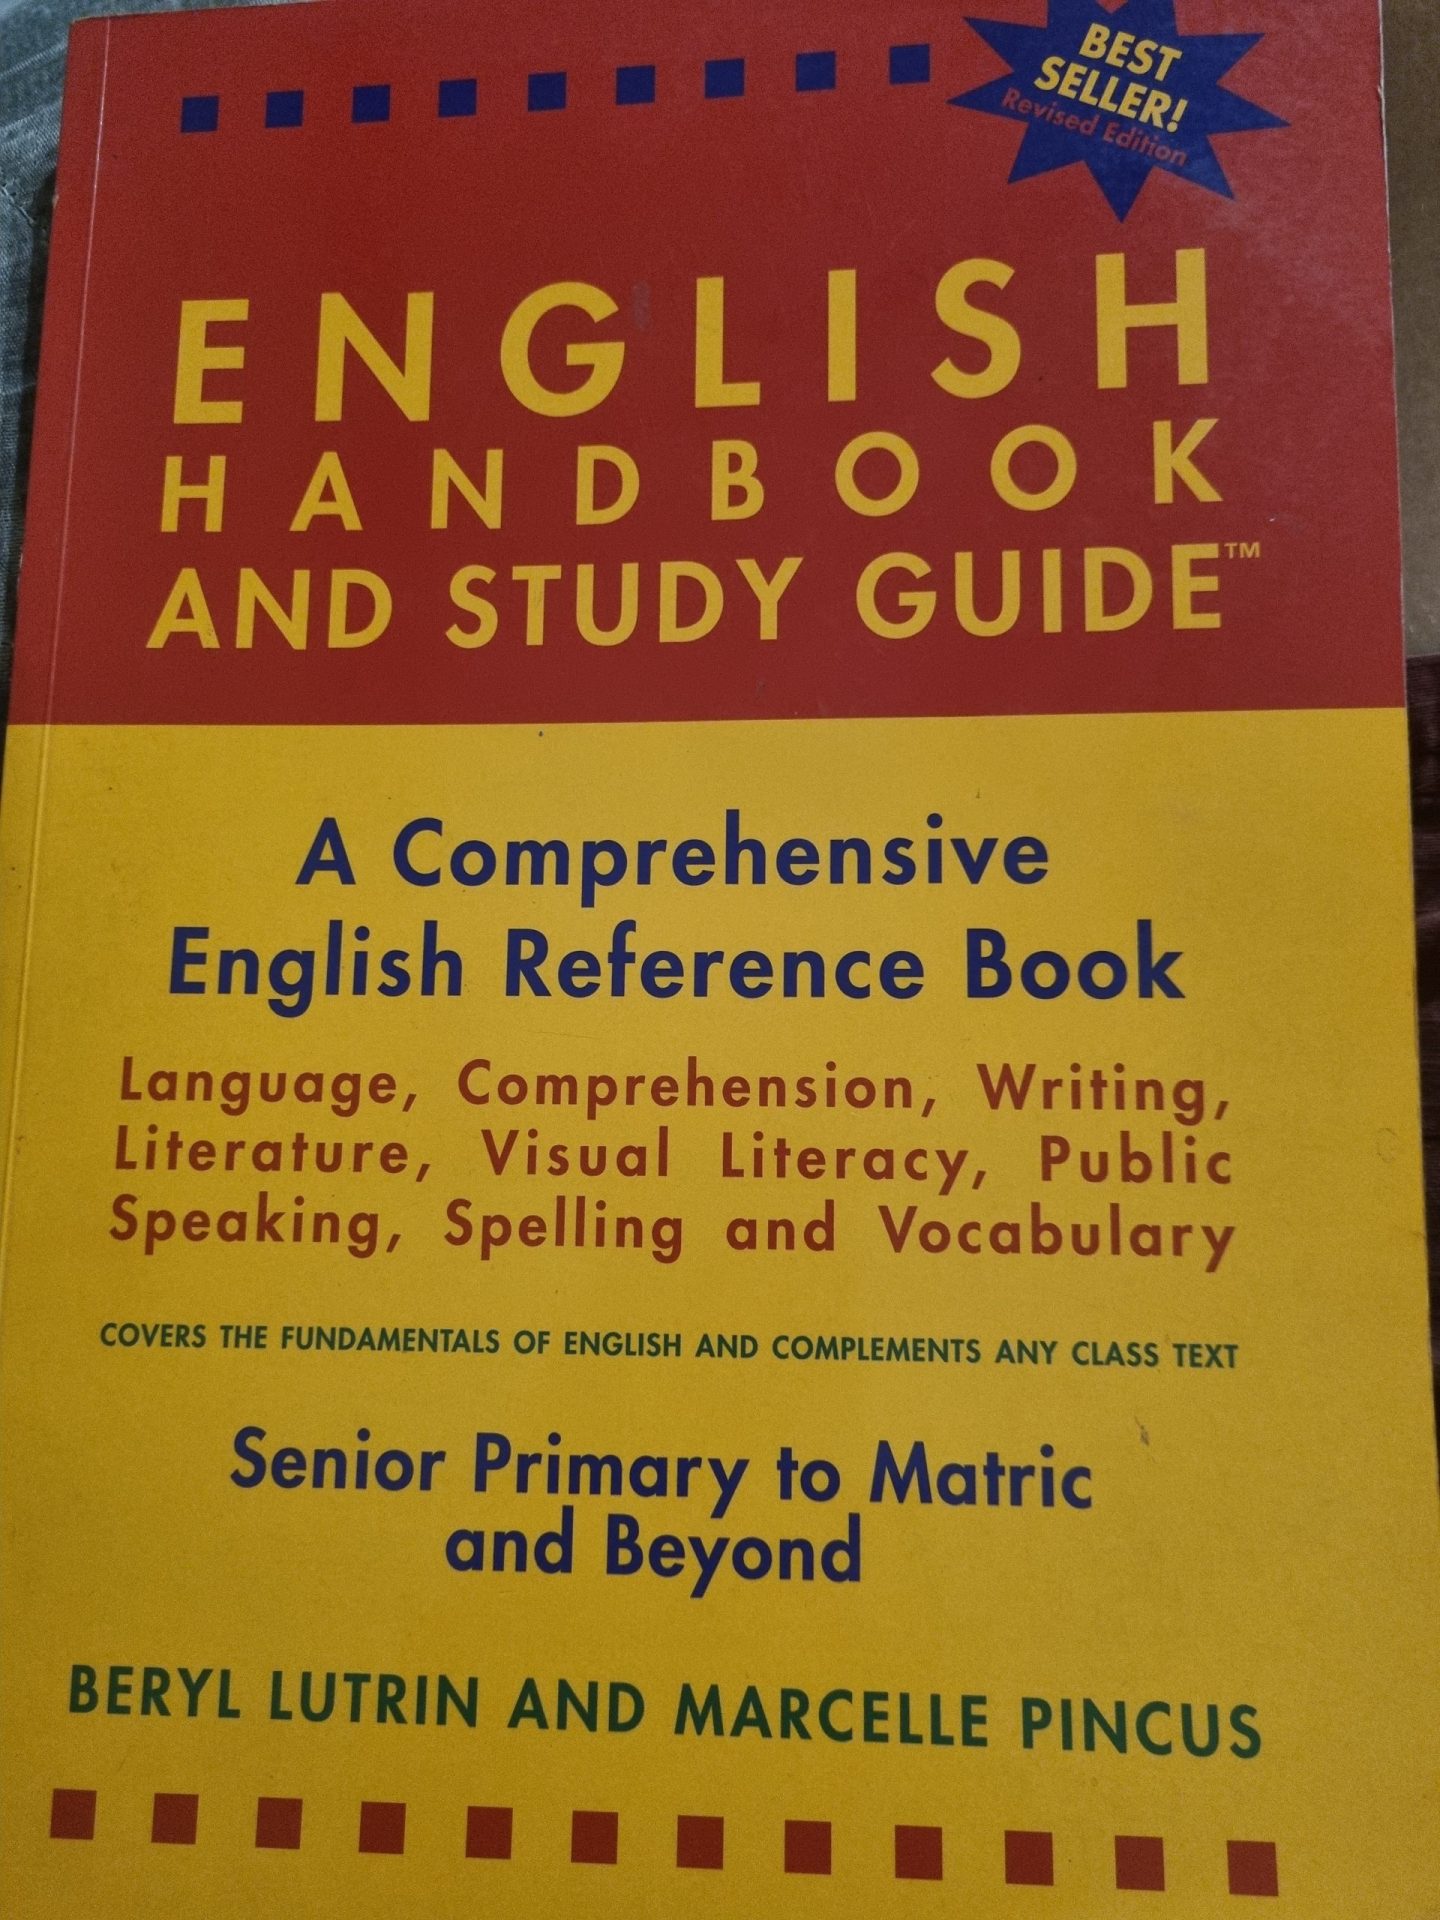 BEST
SELLER!
Revised Edition
ENGLISH
HANDBOOK
AND STUDY GUIDE™
A Comprehensive
English Reference Book
Language, Comprehension, Writing,
Literature, Visual Literacy, Public
Speaking, Spelling and Vocabulary
COVERS THE FUNDAMENTALS OF ENGLISH AND COMPLEMENTS ANY CLASS TEXT
Senior Primary to Matric
and Beyond
BERYL LUTRIN AND MARCELLE PINCUS